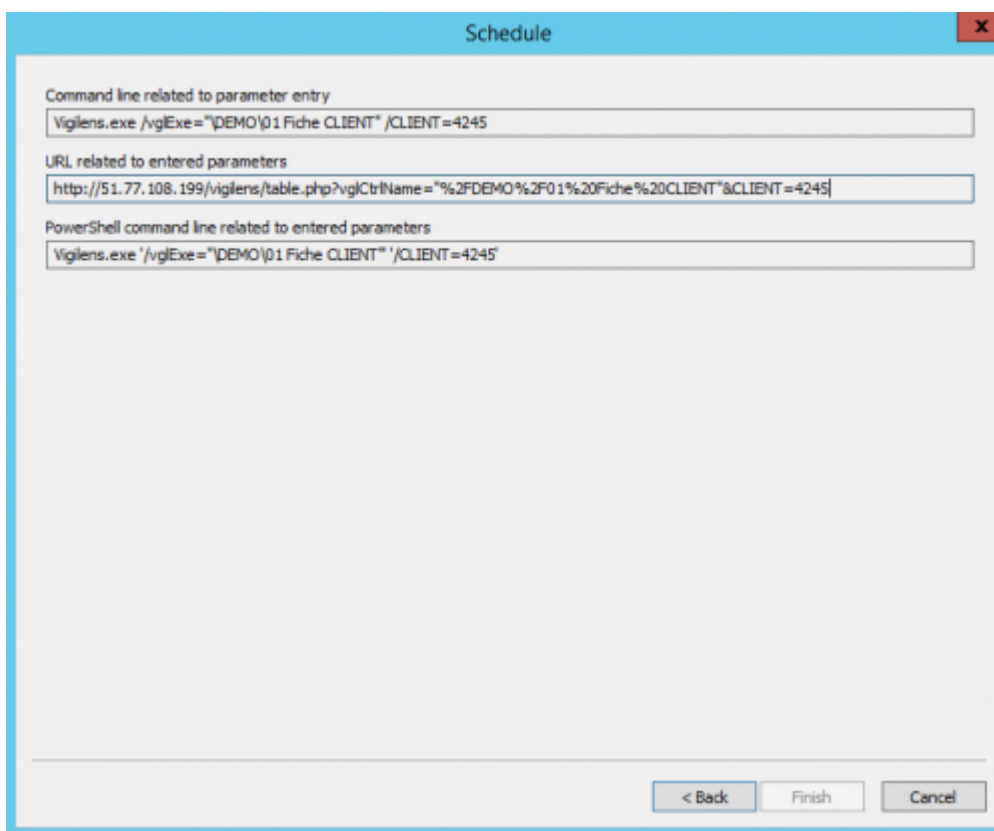 Schedule
x
Command line related to parameter entry
Vigilens.exe /vglExe="\DEMO\01 Fiche CLIENT" /CLIENT=4245
URL related to entered parameters
http://51.77.108.199/vigilens/table.php?vglCtrlName="%2FDEMO%2F01%20Fiche%20CLIENT"&CLIENT=4245
PowerShell command line related to entered parameters
Vigilens.exe '/vglExe="\DEMO\01 Fiche CLIENT"' '/CLIENT=4245'
< Back
Finish
Cancel